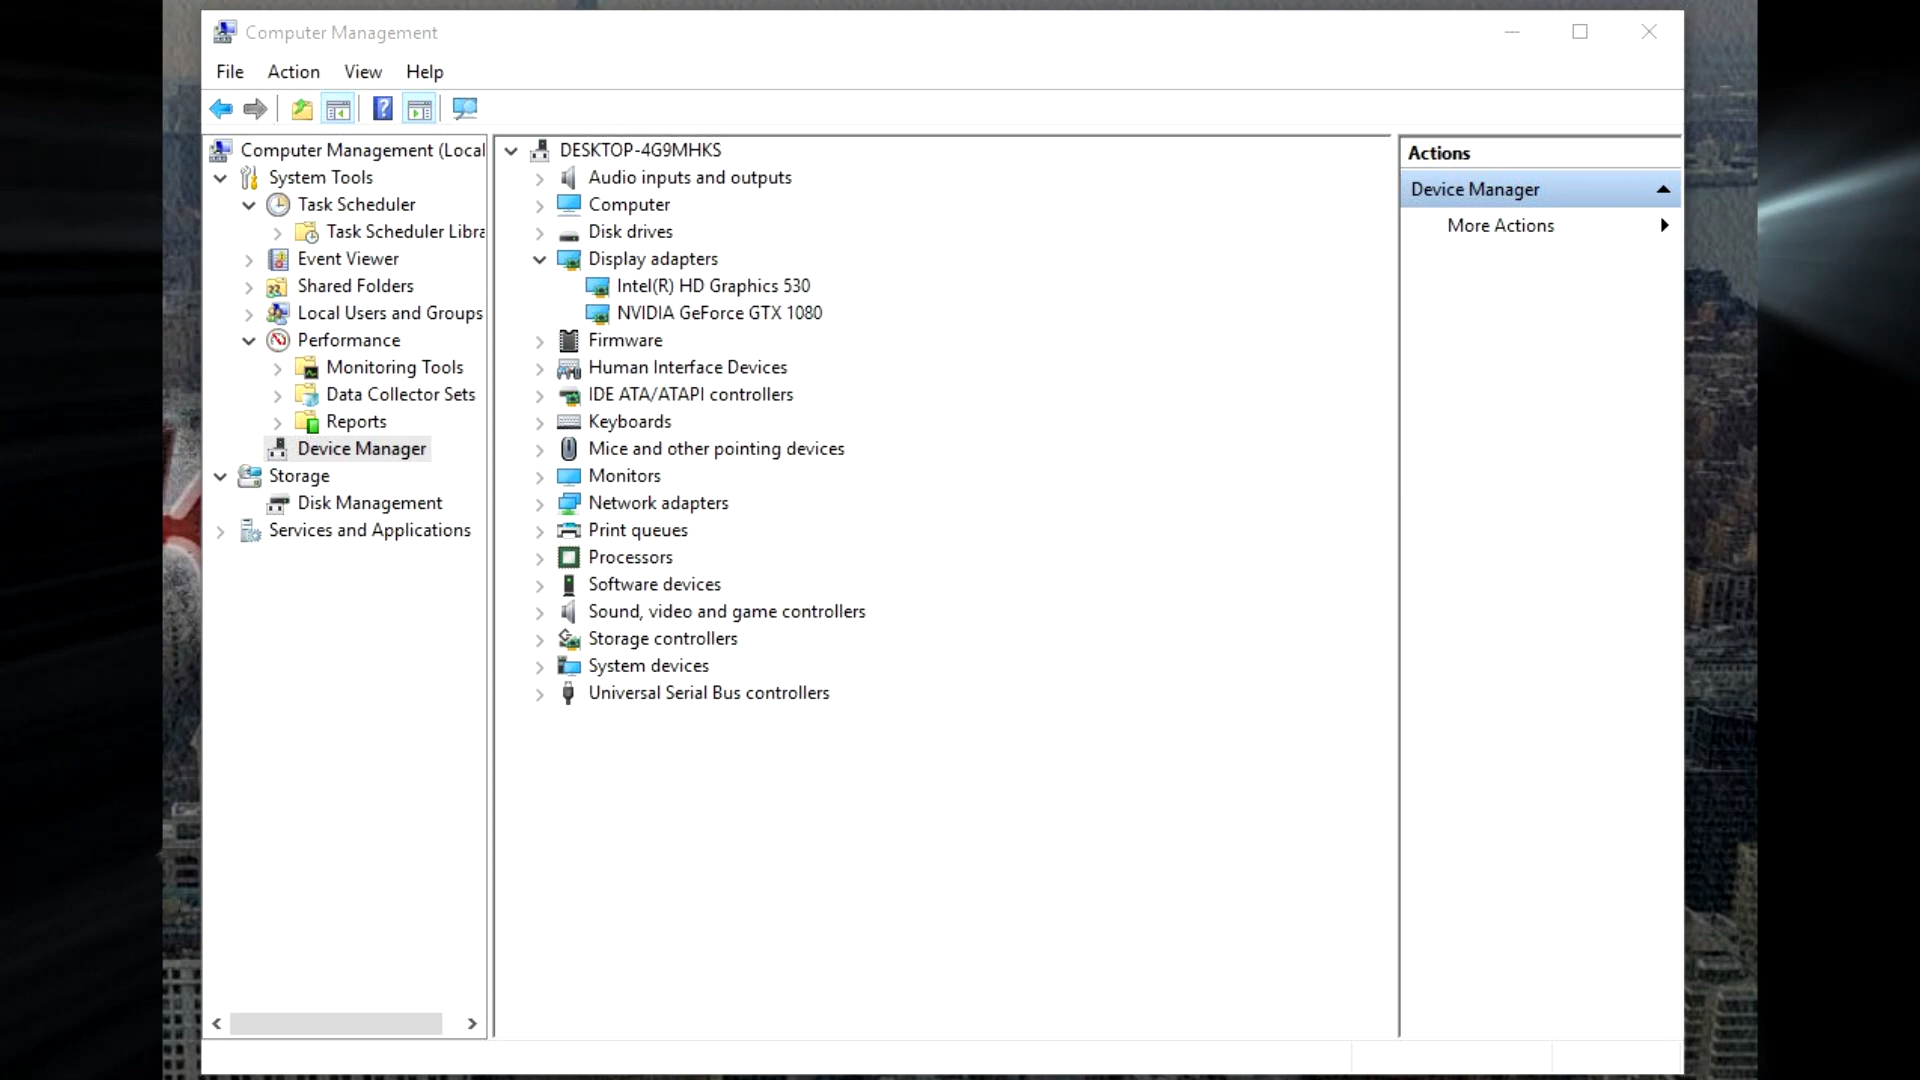 Computer Management
File Action View Help
Computer Management (Local
System Tools
Task Scheduler
Task Scheduler Libra
Event Viewer
Shared Folders
Local Users and Groups
Performance
Monitoring Tools
Data Collector Sets
Reports
Device Manager
Storage
Disk Management
Services and Applications
DESKTOP-4G9MHKS
Audio inputs and outputs
Computer
Disk drives
Display adapters
Intel(R) HD Graphics 530
NVIDIA GeForce GTX 1080
Firmware
Human Interface Devices
IDE ATA/ATAPI controllers
Keyboards
Mice and other pointing devices
Monitors
Network adapters
Print queues
Processors
Software devices
Sound, video and game controllers
Storage controllers
System devices
Universal Serial Bus controllers
Actions
Device Manager
More Actions